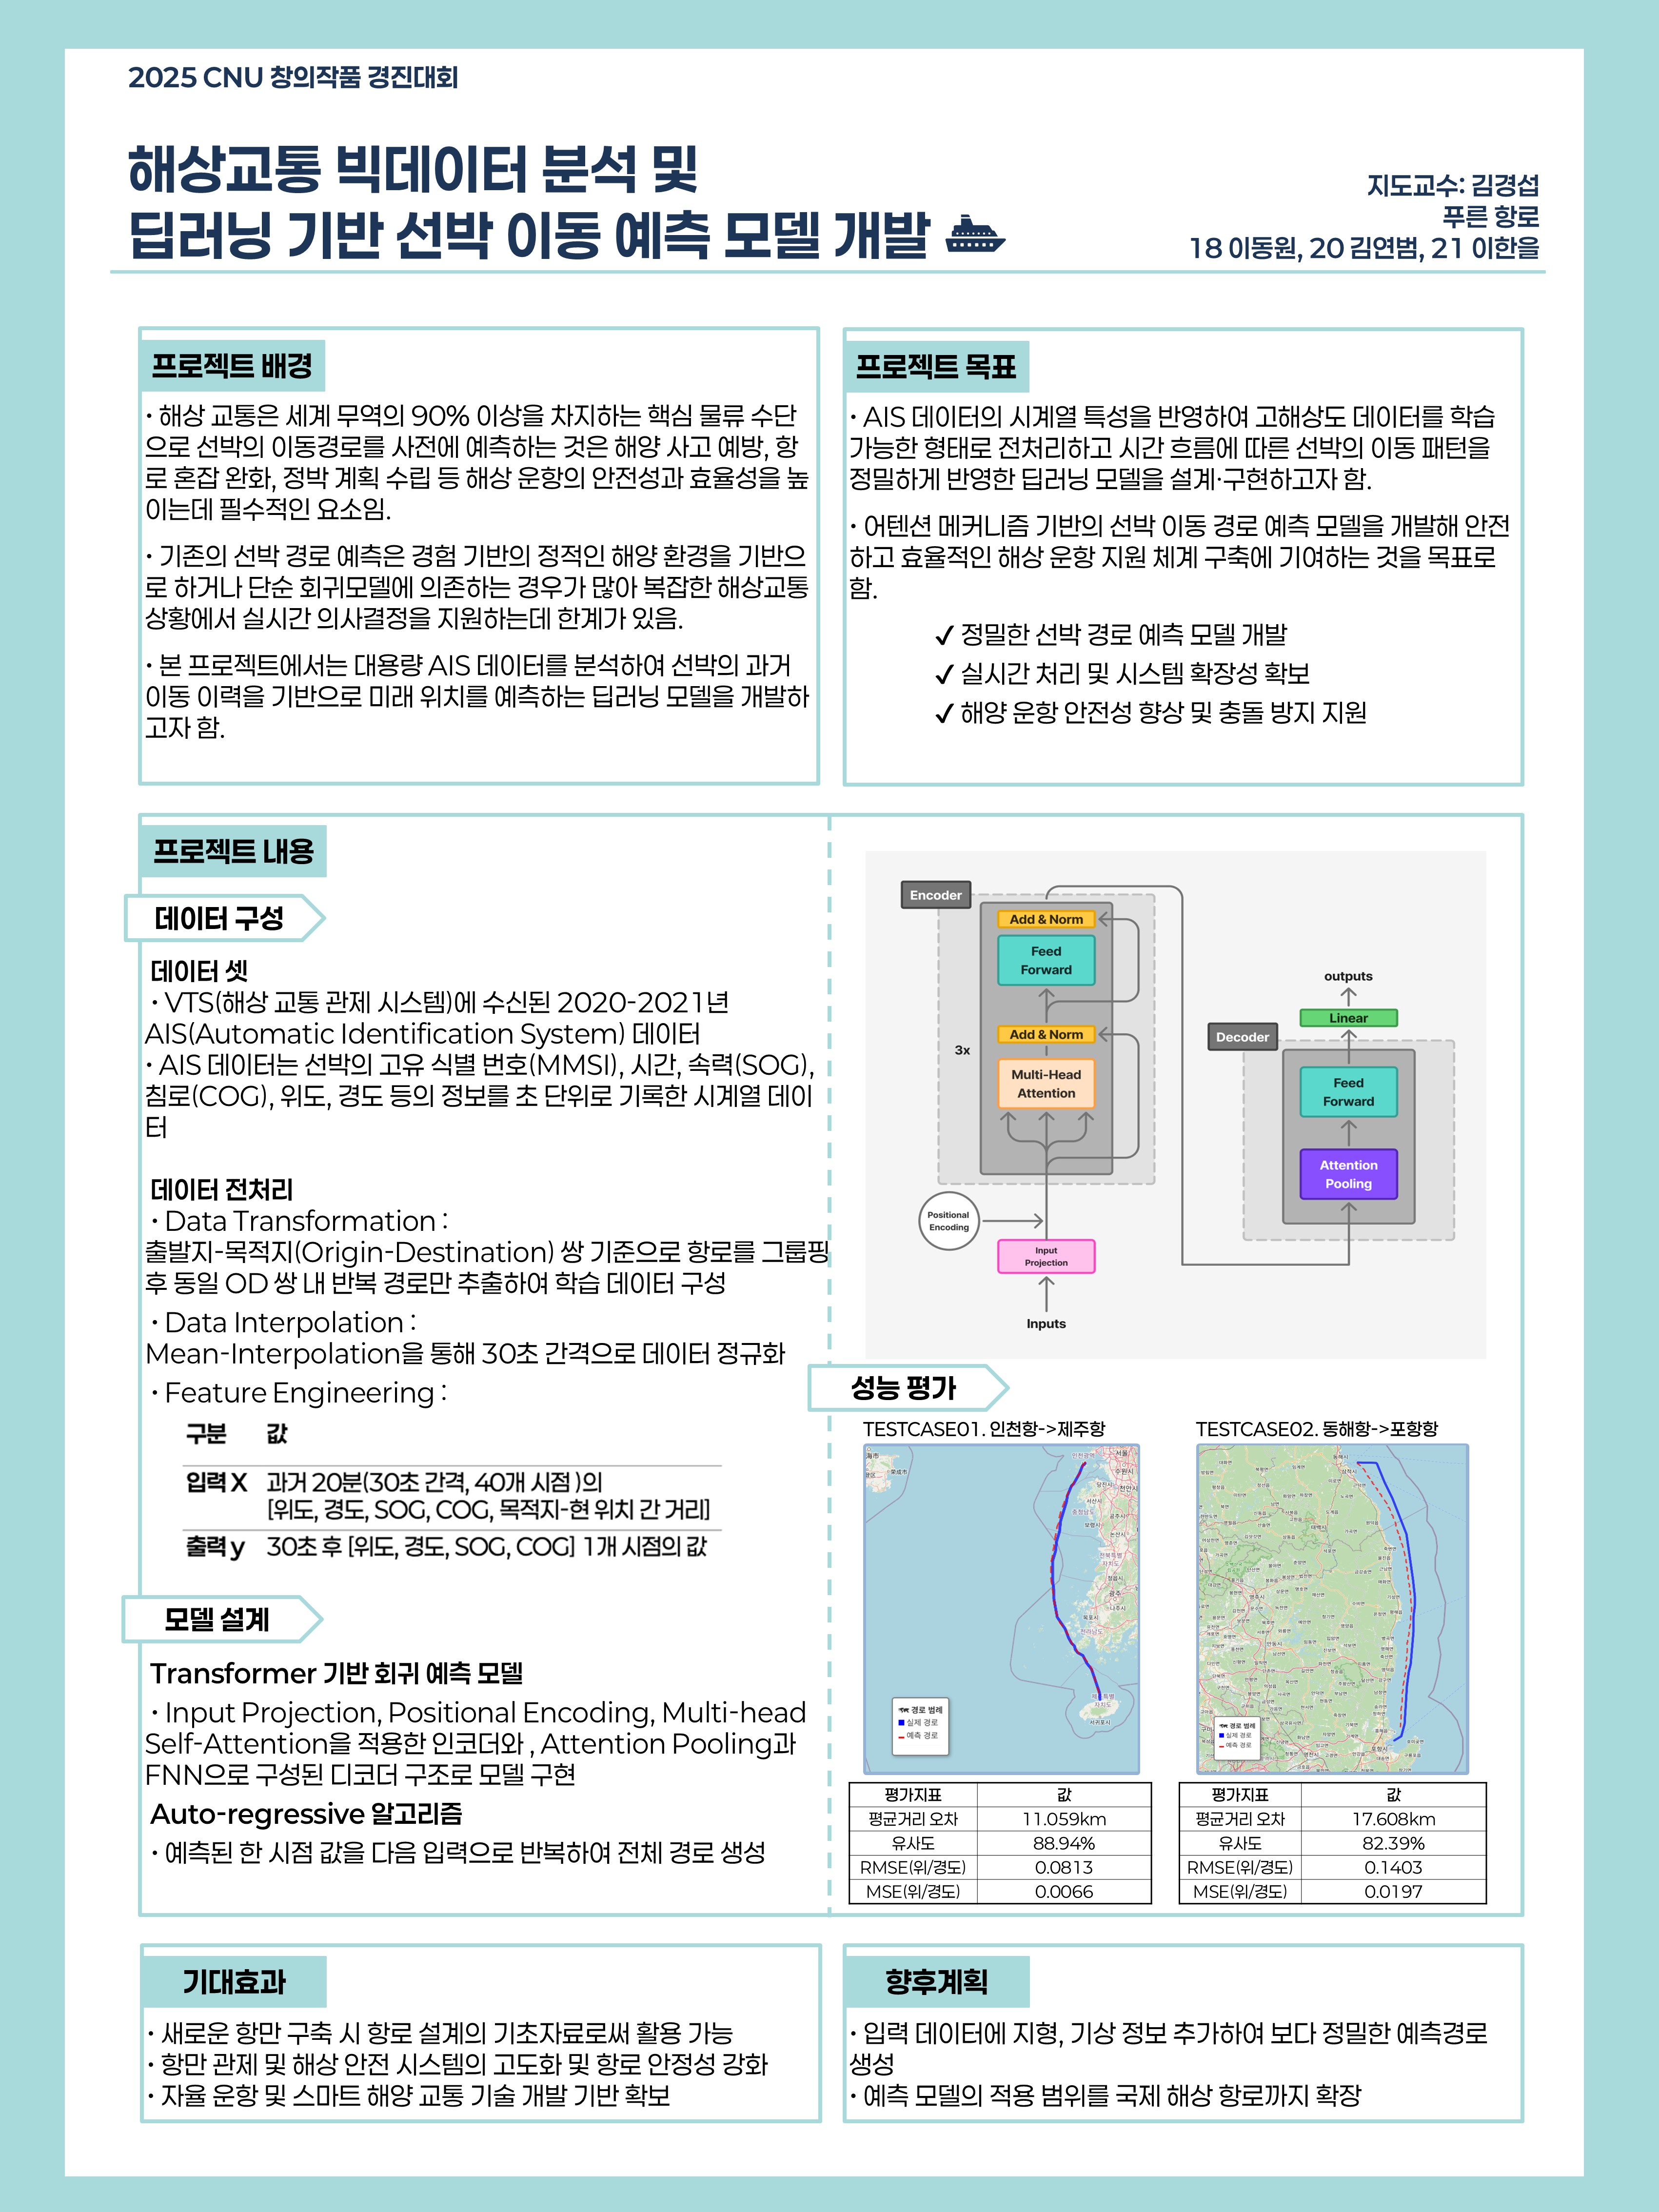 2025 CNU 창의작품 경진대회
해상교통 빅데이터 분석 및
딥러닝 기반 선박 이동 예측 모델 개발
지도교수: 김경섭
푸른 항로
18 이동원, 20 김연범, 21 이한을
프로젝트 배경
• 해상 교통은 세계 무역의 90% 이상을 차지하는 핵심 물류 수단
으로 선박의 이동경로를 사전에 예측하는 것은 해양 사고 예방, 항
로 혼잡 완화, 정박 계획 수립 등 해상 운항의 안전성과 효율성을 높
이는데 필수적인 요소임.
• 기존의 선박 경로 예측은 경험 기반의 정적인 해양 환경을 기반으
로 하거나 단순 회귀모델에 의존하는 경우가 많아 복잡한 해상교통
상황에서 실시간 의사결정을 지원하는데 한계가 있음.
• 본 프로젝트에서는 대용량 AIS 데이터를 분석하여 선박의 과거
이동 이력을 기반으로 미래 위치를 예측하는 딥러닝 모델을 개발하
고자 함.
프로젝트 목표
• AIS 데이터의 시계열 특성을 반영하여 고해상도 데이터를 학습
가능한 형태로 전처리하고 시간 흐름에 따른 선박의 이동 패턴을
정밀하게 반영한 딥러닝 모델을 설계·구현하고자 함.
• 어텐션 메커니즘 기반의 선박 이동 경로 예측 모델을 개발해 안전
하고 효율적인 해상 운항 지원 체계 구축에 기여하는 것을 목표로
함.
✓ 정밀한 선박 경로 예측 모델 개발
✓ 실시간 처리 및 시스템 확장성 확보
✓ 해양 운항 안전성 향상 및 충돌 방지 지원
프로젝트 내용
데이터 구성
데이터 셋
• VTS(해상 교통 관제 시스템)에 수신된 2020-2021년
AIS(Automatic Identification System) 데이터
• AIS 데이터는 선박의 고유 식별 번호(MMSI), 시간, 속력(SOG),
침로(COG), 위도, 경도 등의 정보를 초 단위로 기록한 시계열 데이
터
데이터 전처리
• Data Transformation :
출발지-목적지(Origin-Destination) 쌍 기준으로 항로를 그룹핑
후 동일 OD 쌍 내 반복 경로만 추출하여 학습 데이터 구성
• Data Interpolation :
Mean-Interpolation을 통해 30초 간격으로 데이터 정규화
• Feature Engineering :
구분 값
입력 X 과거 20분(30초 간격, 40개 시점 )의
[위도, 경도, SOG, COG, 목적지-현 위치 간 거리]
출력 y 30초 후 [위도, 경도, SOG, COG] 1개 시점의 값
모델 설계
Transformer 기반 회귀 예측 모델
• Input Projection, Positional Encoding, Multi-head
Self-Attention을 적용한 인코더와 , Attention Pooling과
FNN으로 구성된 디코더 구조로 모델 구현
Auto-regressive 알고리즘
• 예측된 한 시점 값을 다음 입력으로 반복하여 전체 경로 생성
Encoder
Add & Norm
Feed
Forward
Add & Norm
3x
Multi-Head
Attention
Positional
Encoding
Input
Projection
Inputs
outputs
Linear
Decoder
Feed
Forward
Attention
Pooling
성능 평가
TESTCASE01. 인천항->제주항
경로 범례
실제 경로
예측 경로
평가지표 값
평균거리 오차 11.059km
유사도 88.94%
RMSE(위/경도) 0.0813
MSE(위/경도) 0.0066
TESTCASE02. 동해항->포항항
경로 범례
실제 경로
예측 경로
평가지표 값
평균거리 오차 17.608km
유사도 82.39%
RMSE(위/경도) 0.1403
MSE(위/경도) 0.0197
기대효과
• 새로운 항만 구축 시 항로 설계의 기초자료로써 활용 가능
• 항만 관제 및 해상 안전 시스템의 고도화 및 항로 안정성 강화
• 자율 운항 및 스마트 해양 교통 기술 개발 기반 확보
향후계획
• 입력 데이터에 지형, 기상 정보 추가하여 보다 정밀한 예측경로
생성
• 예측 모델의 적용 범위를 국제 해상 항로까지 확장